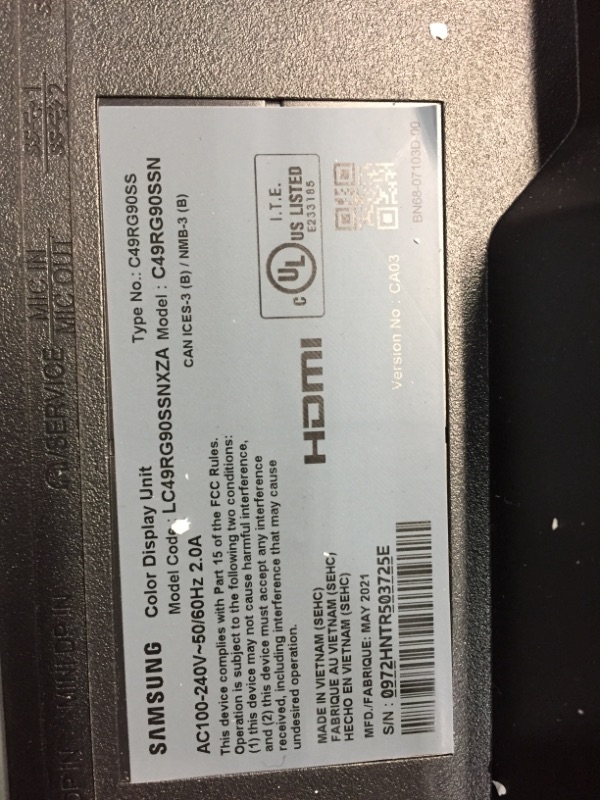 SAMSUNG Color Display Unit Type No.: C49RG90SS
Model Code: LC49RG90SSNXZA Model : C49RG90SSN
AC100-240V~50/60Hz 2.0A CAN ICES-3 (B) / NMB-3 (B)
This device complies with Part 15 of the FCC Rules.
Operation is subject to the following two conditions:
(1) this device may not cause harmful interference,
and (2) this device must accept any interference
received, including interference that may cause
undesired operation.
C UL US LISTED
I.T.E.
E233185
HDMI
MADE IN VIETNAM (SEHC)
FABRIQUE AU VIETNAM (SEHC)
HECHO EN VIETNAM (SEHC)
MFD./FABRIQUE: MAY 2021
S/N : 0972HNTR503725E
Version No : CA03
BN68-07103D-00
SERVICE
MIC IN
MIC OUT